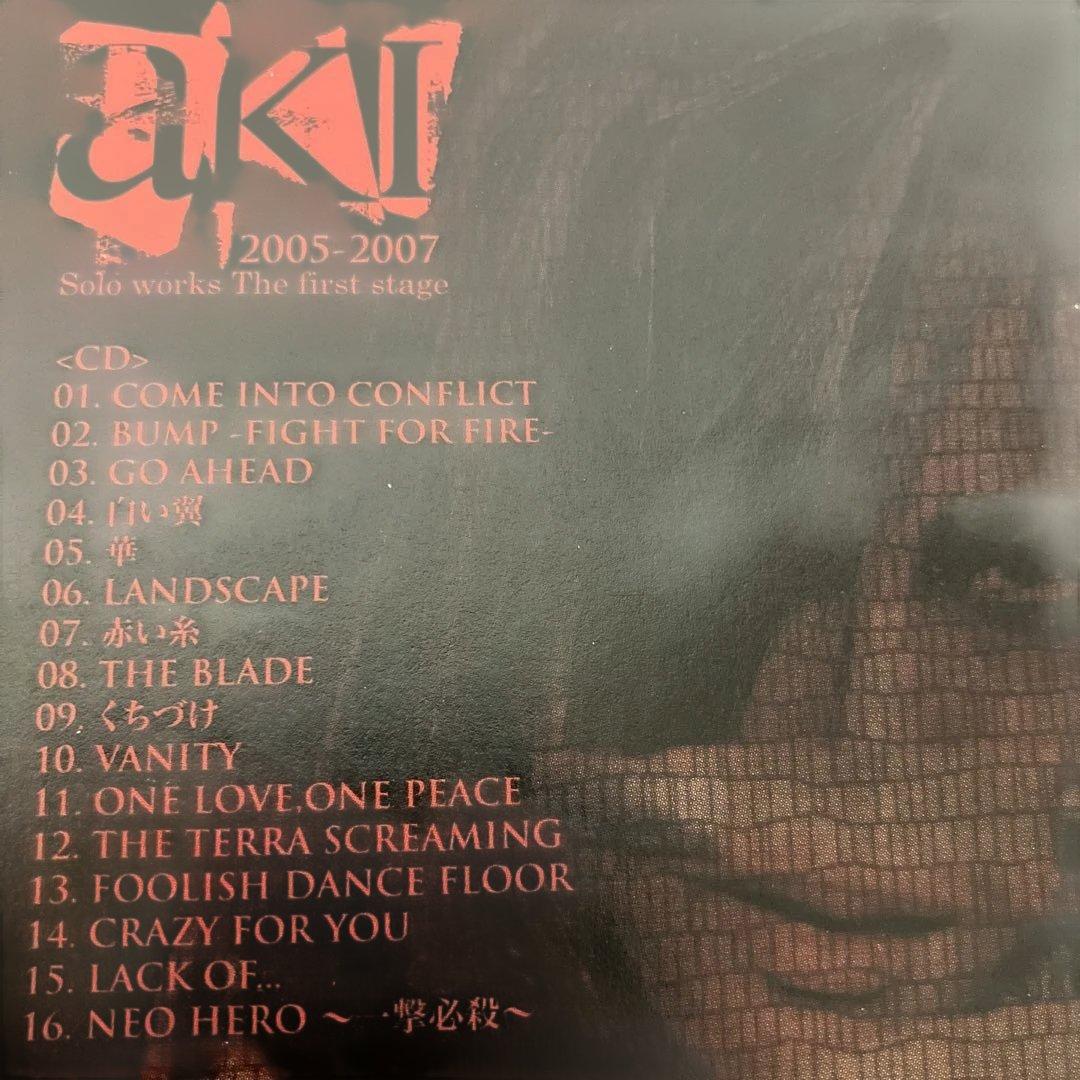 aKI
2005-2007
Solo works The first stage
<CD>
01. COME INTO CONFLICT
02. BUMP -FIGHT FOR FIRE-
03. GO AHEAD
04. 白い翼
05. 華
06. LANDSCAPE
07. 赤い糸
08. THE BLADE
09. くちづけ
10. VANITY
11. ONE LOVE,ONE PEACE
12. THE TERRA SCREAMING
13. FOOLISH DANCE FLOOR
14. CRAZY FOR YOU
15. LACK OF...
16. NEO HERO ～一撃必殺～